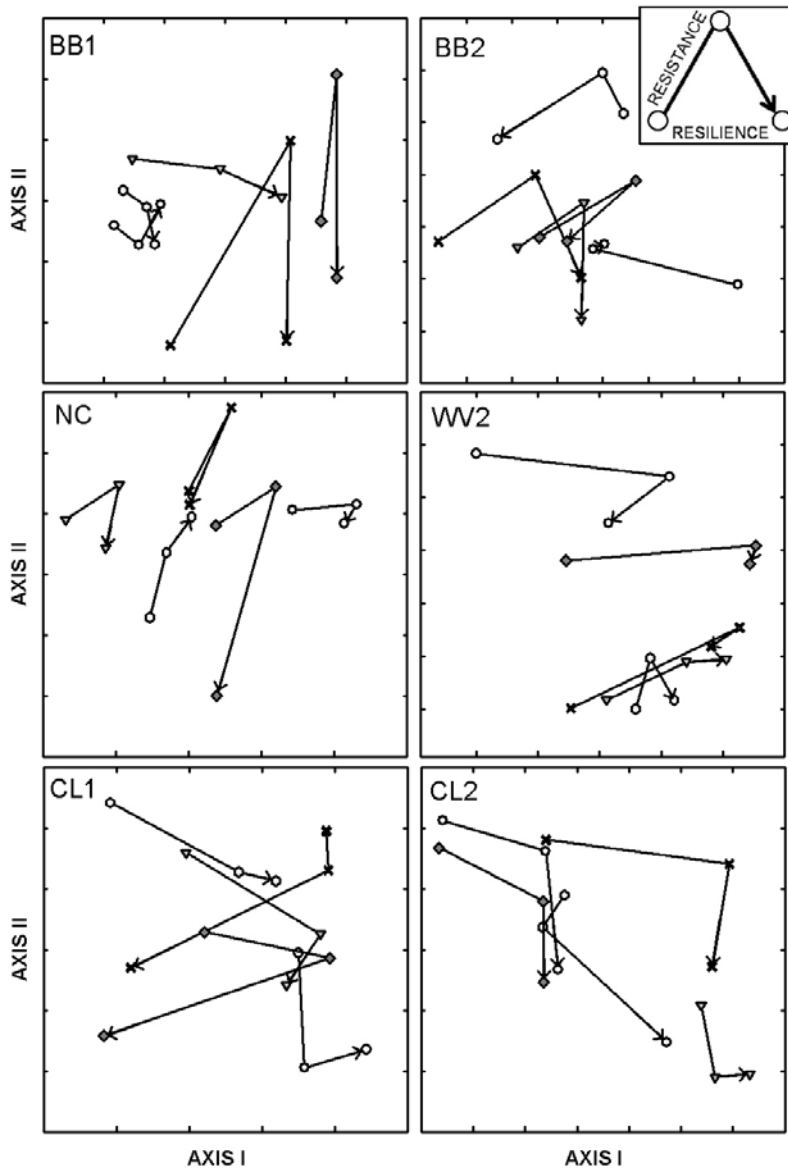 BB1
BB2
RESISTANCE
RESILIENCE
AXIS II
NC
WV2
AXIS II
CL1
CL2
AXIS II
AXIS I
AXIS I